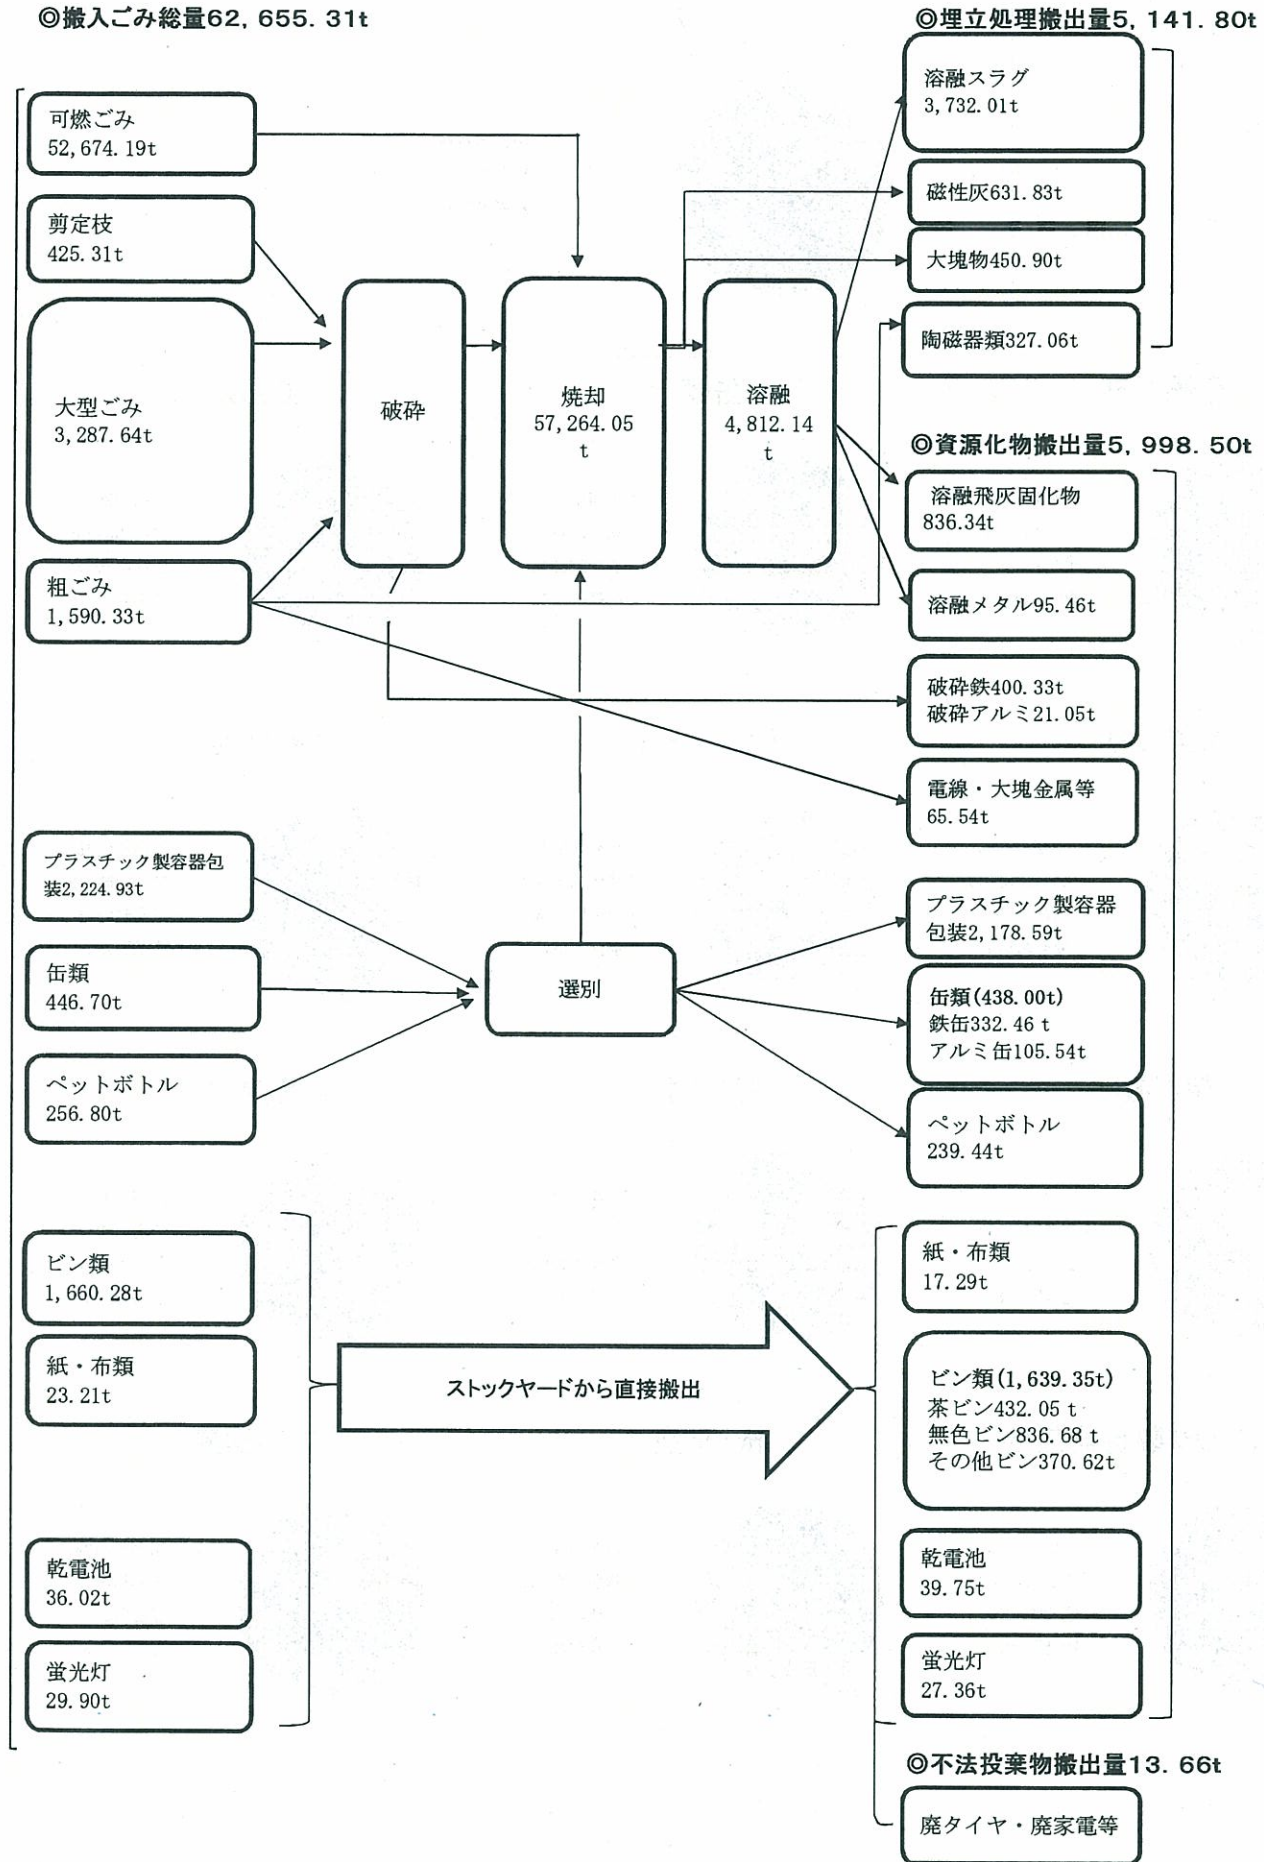 ◎搬入ごみ総量62,655.31t
可燃ごみ
52,674.19t
剪定枝
425.31t
大型ごみ
3,287.64t
粗ごみ
1,590.33t
プラスチック製容器包
装2,224.93t
缶類
446.70t
ペットボトル
256.80t
ビン類
1,660.28t
紙・布類
23.21t
乾電池
36.02t
蛍光灯
29.90t
破砕
焼却
57,264.05
t
溶融
4,812.14
t
選別
ストックヤードから直接搬出
◎埋立処理搬出量5,141.80t
溶融スラグ
3,732.01t
磁性灰631.83t
大塊物450.90t
陶磁器類327.06t
◎資源化物搬出量5,998.50t
溶融飛灰固化物
836.34t
溶融メタル95.46t
破砕鉄400.33t
破砕アルミ21.05t
電線・大塊金属等
65.54t
プラスチック製容器
包装2,178.59t
缶類(438.00t)
鉄缶332.46 t
アルミ缶105.54t
ペットボトル
239.44t
紙・布類
17.29t
ビン類(1,639.35t)
茶ビン432.05 t
無色ビン836.68 t
その他ビン370.62t
乾電池
39.75t
蛍光灯
27.36t
◎不法投棄物搬出量13.66t
廃タイヤ・廃家電等